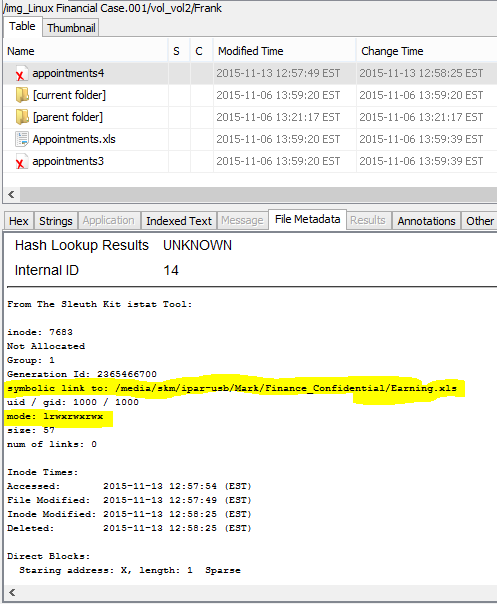 /img_Linux Financial Case.001/vol_vol2/Frank
Table Thumbnail
Name S C Modified Time Change Time
appointments4 2015-11-13 12:57:49 EST 2015-11-13 12:58:25 EST
[current folder] 2015-11-06 13:59:20 EST 2015-11-06 13:59:20 EST
[parent folder] 2015-11-06 13:21:17 EST 2015-11-06 13:21:17 EST
Appointments.xls 2015-11-06 13:59:20 EST 2015-11-06 13:59:39 EST
appointments3 2015-11-06 13:59:20 EST 2015-11-06 13:59:39 EST
Hex Strings Application Indexed Text Message File Metadata Results Annotations Other
Hash Lookup Results UNKNOWN
Internal ID 14
From The Sleuth Kit istat Tool:
inode: 7683
Not Allocated
Group: 1
Generation Id: 2365466700
symbolic link to: /media/skm/ipar-usb/Mark/Finance_Confidential/Earning.xls
uid / gid: 1000 / 1000
mode: lrwxrwxrwx
size: 57
num of links: 0
Inode Times:
Accessed: 2015-11-13 12:57:54 (EST)
File Modified: 2015-11-13 12:57:49 (EST)
Inode Modified: 2015-11-13 12:58:25 (EST)
Deleted: 2015-11-13 12:58:25 (EST)
Direct Blocks:
Staring address: X, length: 1 Sparse